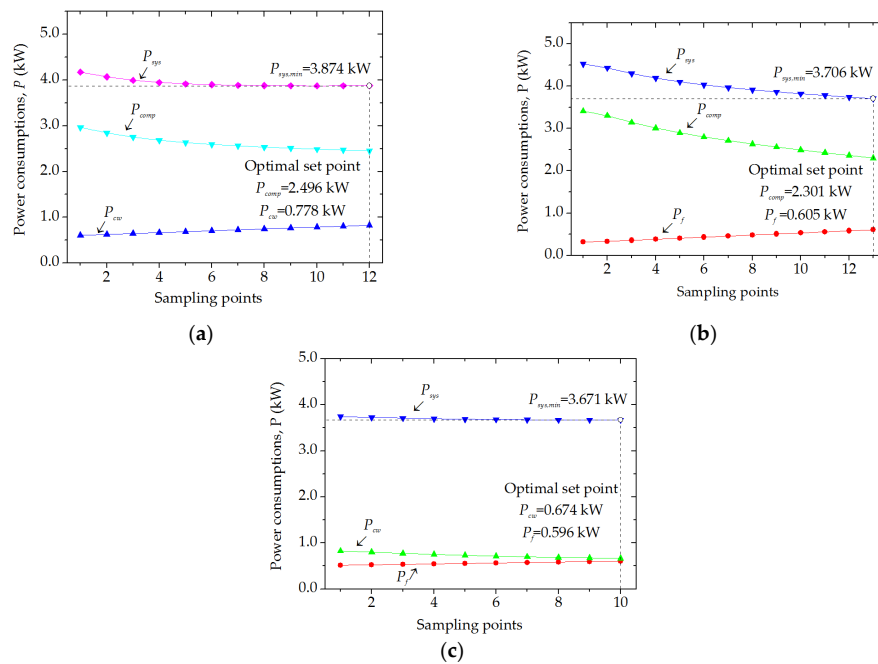 5.0
4.0
3.0
2.0
1.0
0.0
Power consumptions, P (kW)
P_sys
P_sys,min=3.874 kW
P_comp
Optimal set point
P_comp=2.496 kW
P_cw=0.778 kW
P_cw
2 4 6 8 10 12
Sampling points
(a)
5.0
4.5
4.0
3.5
3.0
2.5
2.0
1.5
1.0
0.5
0.0
Power consumptions, P (kW)
P_sys
P_sys,min=3.706 kW
P_comp
Optimal set point
P_comp=2.301 kW
P_f=0.605 kW
P_f
2 4 6 8 10 12
Sampling points
(b)
5.0
4.0
3.0
2.0
1.0
0.0
Power consumptions, P (kW)
P_sys
P_sys,min=3.671 kW
Optimal set point
P_cw=0.674 kW
P_f=0.596 kW
P_cw
P_f
2 4 6 8 10
Sampling points
(c)